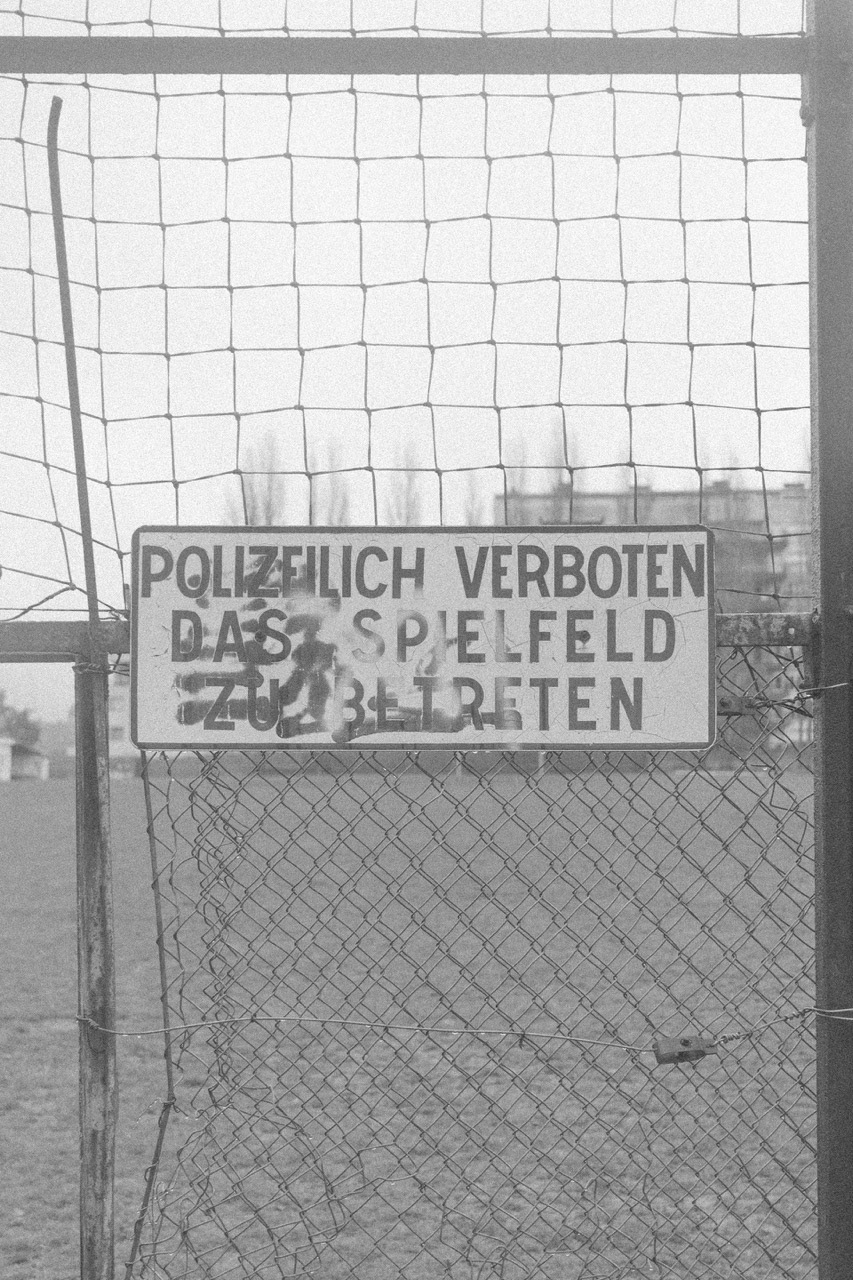 POLIZEILICH VERBOTEN
DAS SPIELFELD
ZU BETRETEN